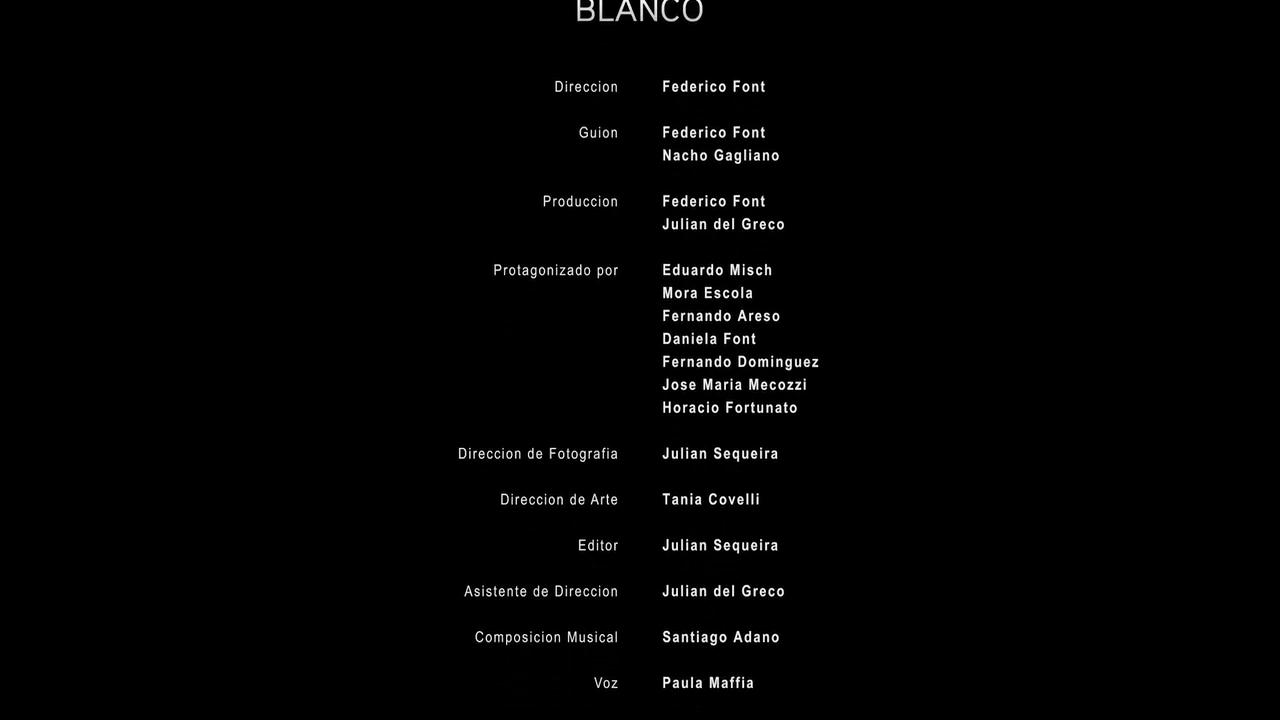 BLANCO
Direccion Federico Font
Guion Federico Font
Nacho Gagliano
Produccion Federico Font
Julian del Greco
Protagonizado por Eduardo Misch
Mora Escola
Fernando Areso
Daniela Font
Fernando Dominguez
Jose Maria Mecozzi
Horacio Fortunato
Direccion de Fotografia Julian Sequeira
Direccion de Arte Tania Covelli
Editor Julian Sequeira
Asistente de Direccion Julian del Greco
Composicion Musical Santiago Adano
Voz Paula Maffia